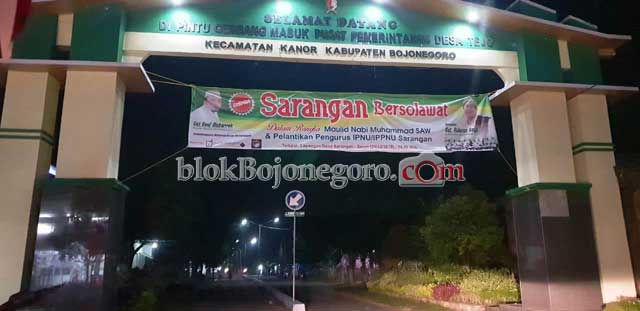 SELAMAT DATANG
DI PINTU GERBANG MASUK PUSAT PEMERINTAHAN DESA TEJO
KECAMATAN KANOR KABUPATEN BOJONEGORO
Sarangan Bersolawat
Dalam Rangka Maulid Nabi Muhammad SAW
& Pelantikan Pengurus IPNU/IPPNU Sarangan
blokBojonegoro.com